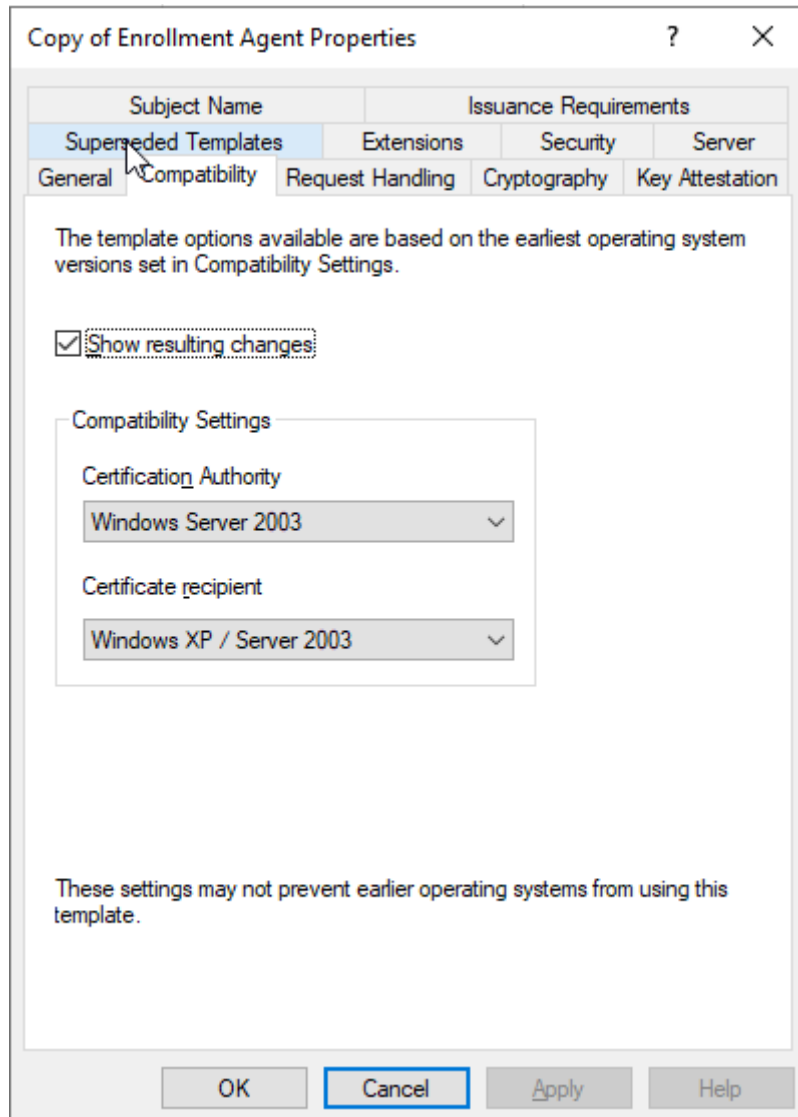 Copy of Enrollment Agent Properties ?
Subject Name Issuance Requirements
Superseded Templates Extensions Security Server
General Compatibility Request Handling Cryptography Key Attestation
The template options available are based on the earliest operating system
versions set in Compatibility Settings.
Show resulting changes
Compatibility Settings
Certification Authority
Windows Server 2003
Certificate recipient
Windows XP / Server 2003
These settings may not prevent earlier operating systems from using this
template.
OK Cancel Apply Help